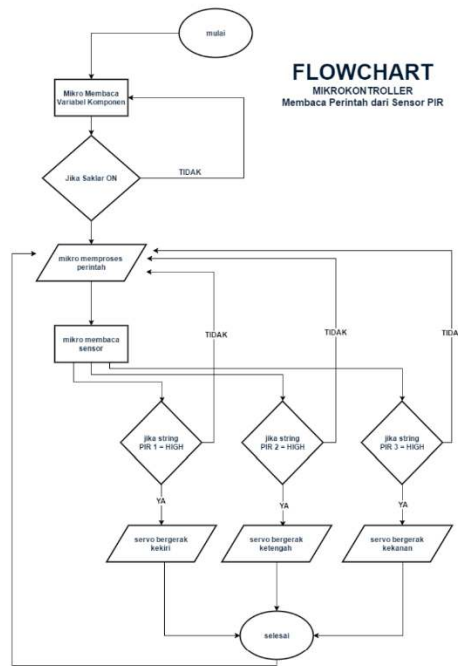 mulai
FLOWCHART
MIKROKONTROLLER
Membaca Perintah dari Sensor PIR
Mikro Membaca
Variabel Komponen
Jika Saklar ON
TIDAK
mikro memproses
perintah
mikro membaca
sensor
TIDAK
TIDAK
TIDA
jika string
PIR 1 = HIGH
jika string
PIR 2 = HIGH
jika string
PIR 3 = HIGH
YA
YA
YA
servo bergerak
kekiri
servo bergerak
ketengah
servo bergerak
kekanan
selesai